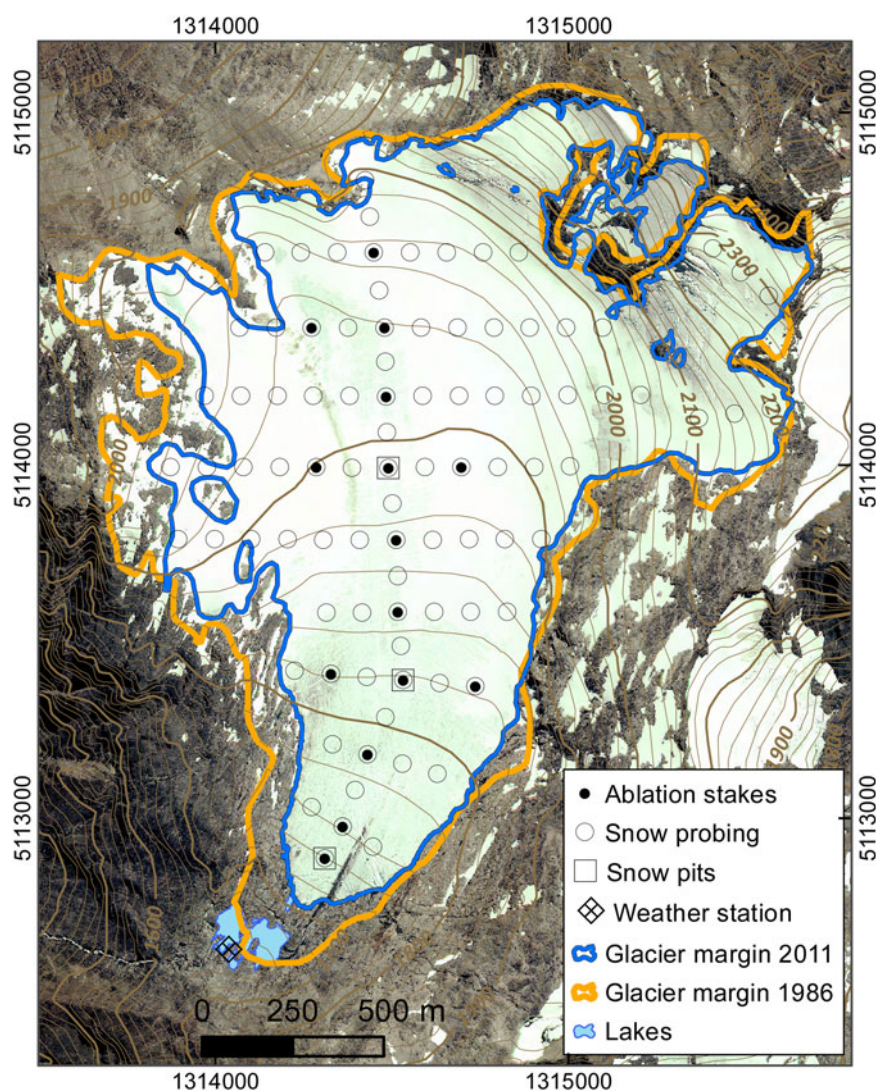 1314000 1315000
5115000
5115000
1700
1900
2300
2000
2100
2000
5114000
5114000
1900
5113000
5113000
Ablation stakes
Snow probing
Snow pits
Weather station
Glacier margin 2011
Glacier margin 1986
Lakes
0 250 500 m
1314000 1315000